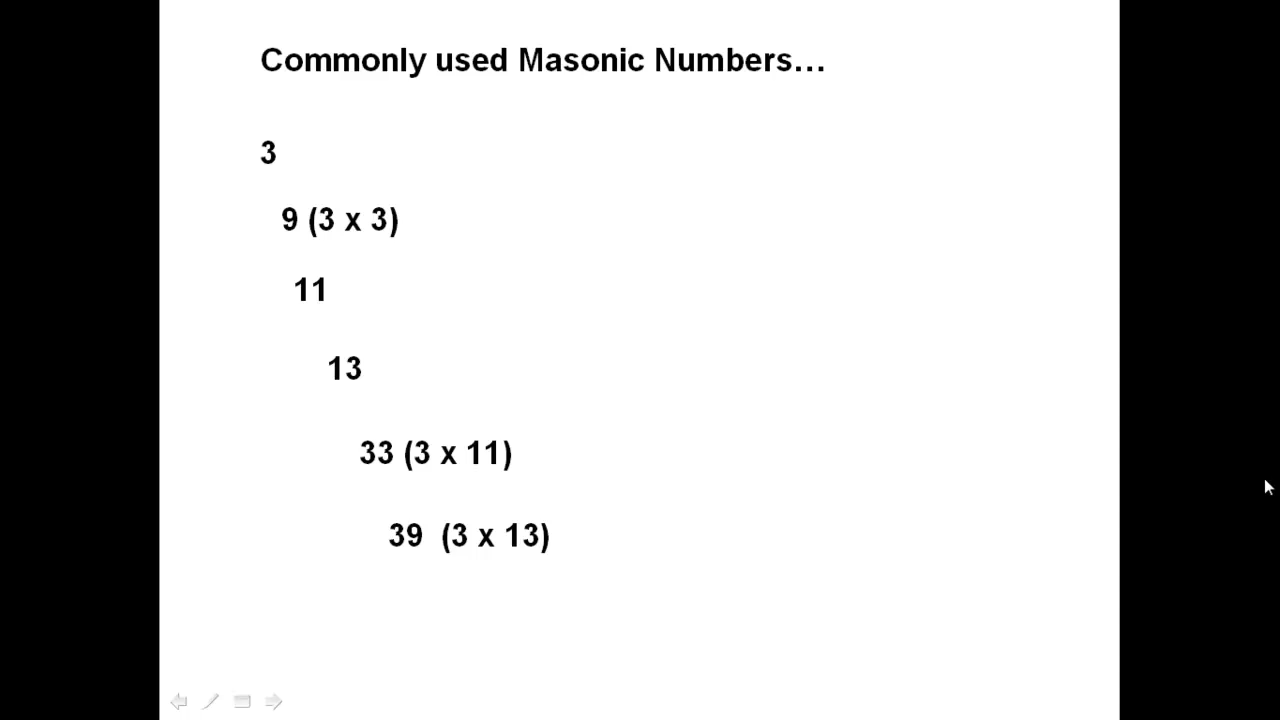 Commonly used Masonic Numbers…
3
9 (3 x 3)
11
13
33 (3 x 11)
39  (3 x 13)